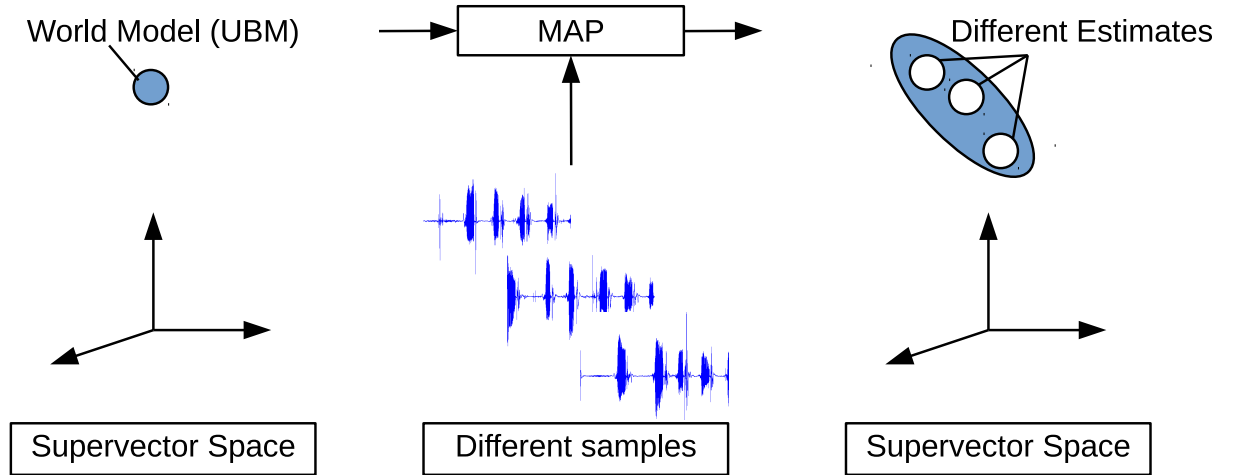 World Model (UBM)
MAP
Different Estimates
Supervector Space
Different samples
Supervector Space